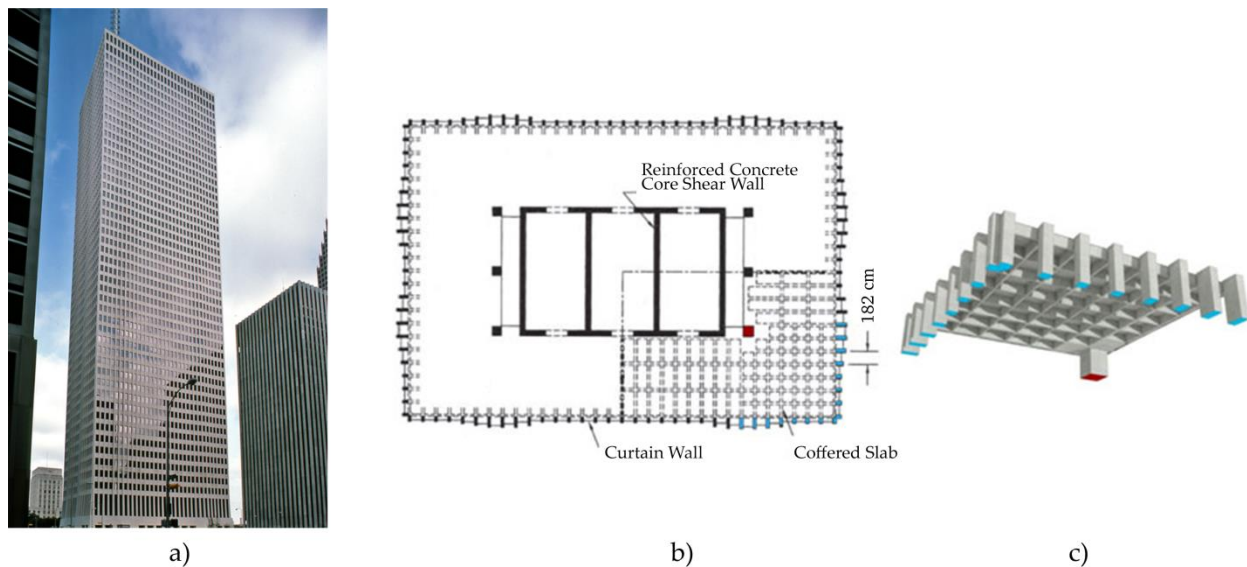 Reinforced Concrete
Core Shear Wall
182 cm
Curtain Wall
Coffered Slab
a)
b)
c)